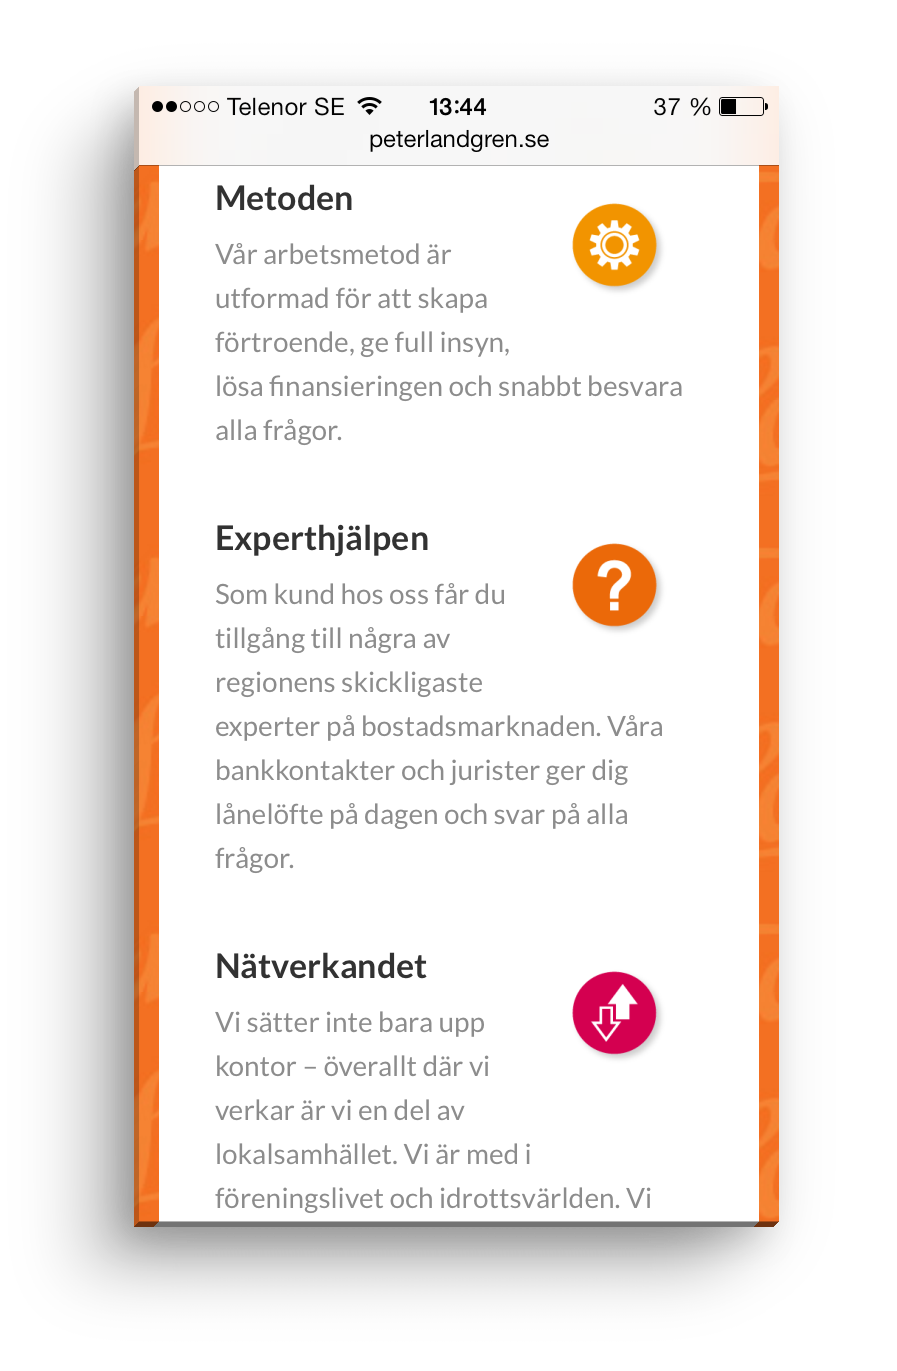 Telenor SE 13:44 37 %
peterlandgren.se
Metoden
Vår arbetsmetod är
utformad för att skapa
förtroende, ge full insyn,
lösa finansieringen och snabbt besvara
alla frågor.
Experthjälpen
Som kund hos oss får du
tillgång till några av
regionens skickligaste
experter på bostadsmarknaden. Våra
bankkontakter och jurister ger dig
lånelöfte på dagen och svar på alla
frågor.
Nätverkandet
Vi sätter inte bara upp
kontor – överallt där vi
verkar är vi en del av
lokalsamhället. Vi är med i
föreningslivet och idrottsvärlden. Vi